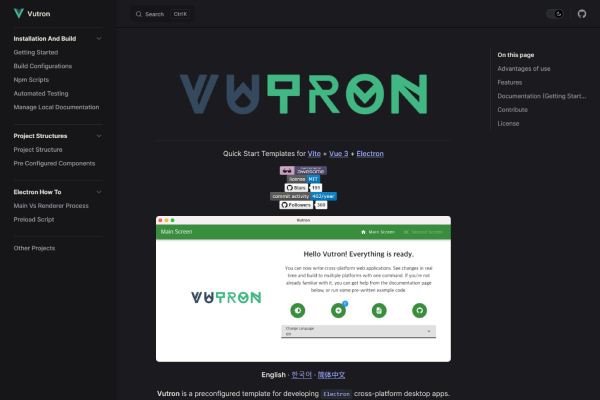 Vutron
Search
Ctrl K
Installation And Build
Getting Started
Build Configurations
Npm Scripts
Automated Testing
Manage Local Documentation
Project Structures
Project Structure
Pre Configured Components
Electron How To
Main Vs Renderer Process
Preload Script
Other Projects
VUTRON
Quick Start Templates for Vite + Vue 3 + Electron
awesome
license MIT
Stars
commit activity 402/year
Followers
Vutron
Main Screen
Main Screen
Second Screen
VUTRON
Hello Vutron! Everything is ready.
You can now write cross-platform web applications. See changes in real
time and build to multiple platforms with one command. If you're not
already familiar with it, you can get help from the documentation page
below, or run some pre-written example code.
Change Language
English · 한국어 · 简体中文
Vutron is a preconfigured template for developing Electron cross-platform desktop apps.
On this page
Advantages of use
Features
Documentation (Getting Start...
Contribute
License